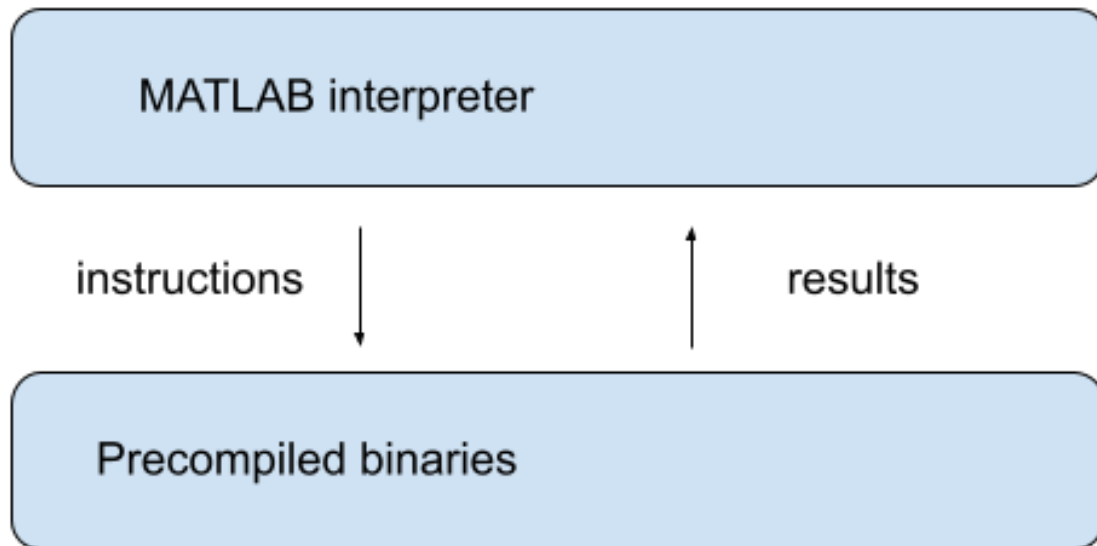 MATLAB interpreter
instructions
results
Precompiled binaries